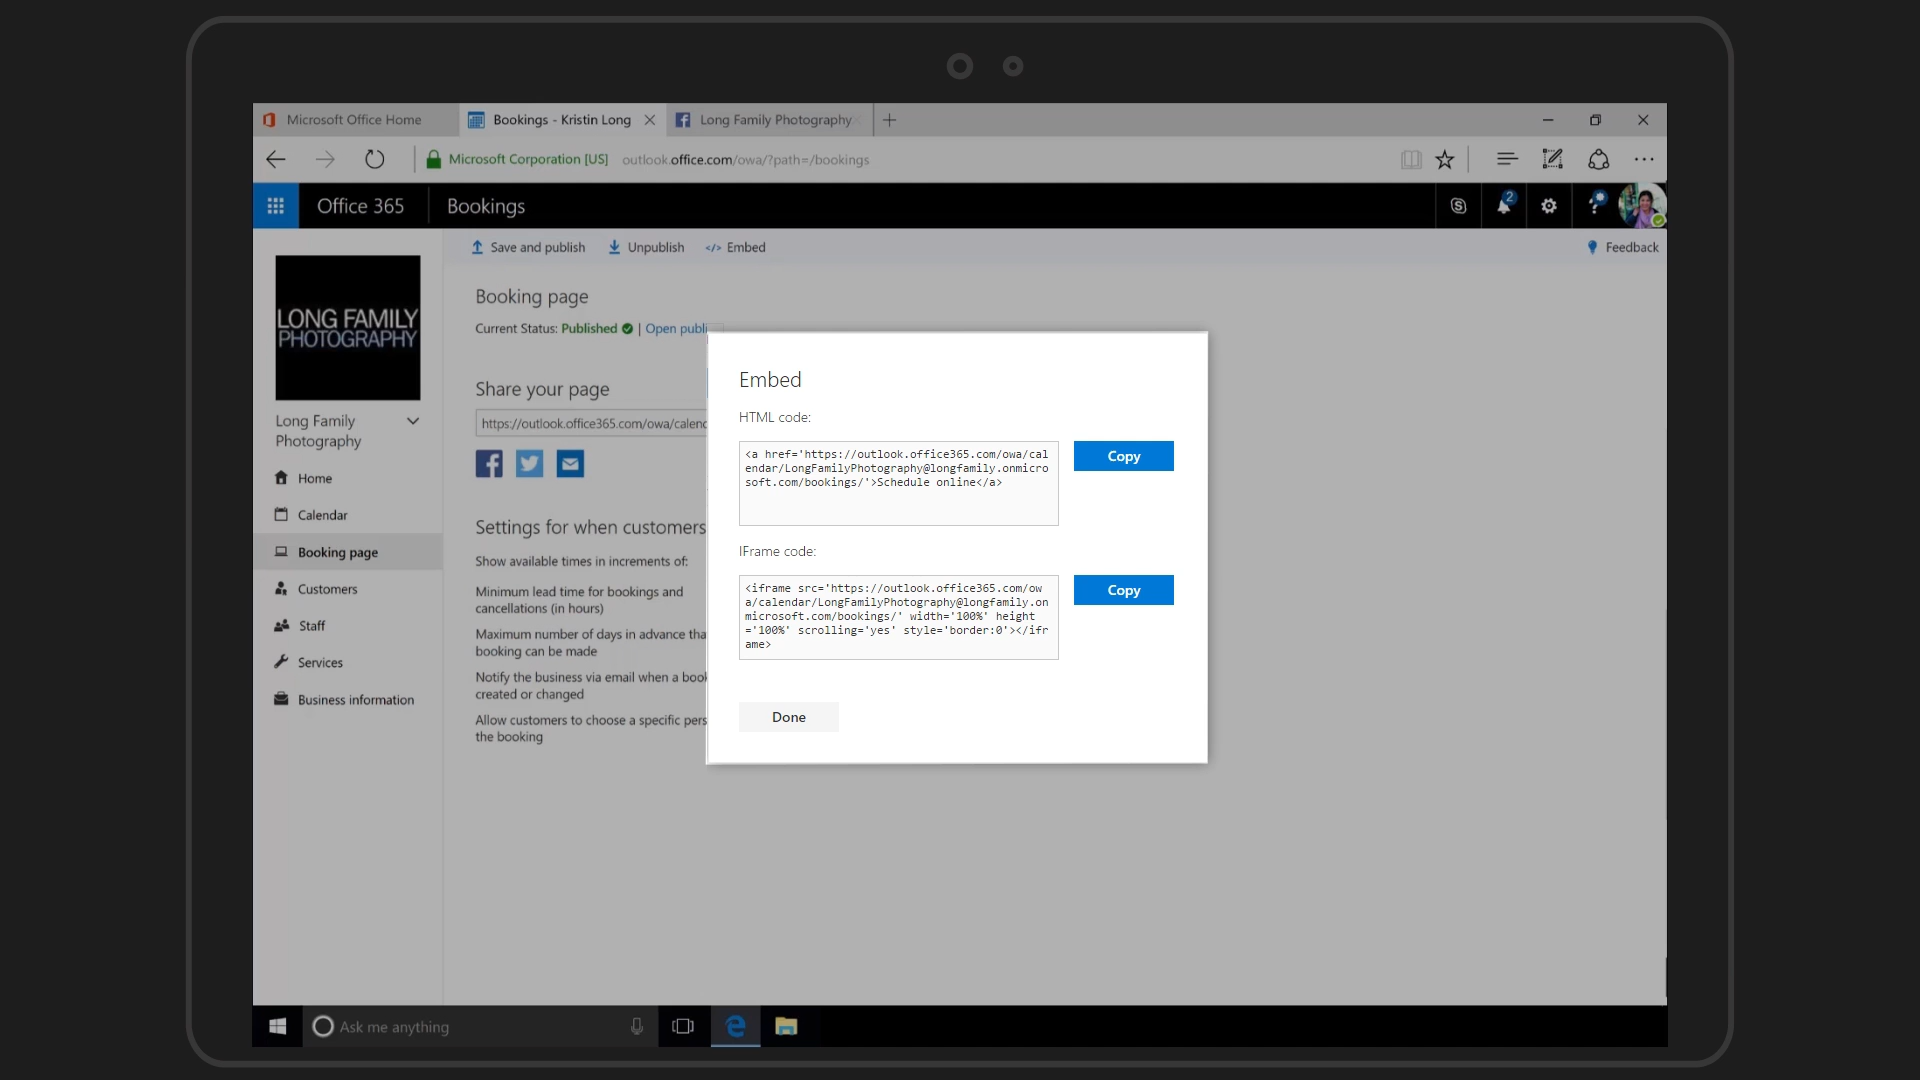 Microsoft Office Home
Bookings - Kristin Long
Long Family Photography
Microsoft Corporation [US]
outlook.office.com/owa/?path=/bookings
Office 365
Bookings
2
?
Save and publish
Unpublish
</> Embed
Feedback
LONG FAMILY
PHOTOGRAPHY
Long Family
Photography
Home
Calendar
Booking page
Customers
Staff
Services
Business information
Booking page
Current Status: Published | Open publi
Share your page
https://outlook.office365.com/owa/calend
Settings for when customers
Show available times in increments of:
Minimum lead time for bookings and
cancellations (in hours)
Maximum number of days in advance tha
booking can be made
Notify the business via email when a book
created or changed
Allow customers to choose a specific pers
the booking
Embed
HTML code:
<a href='https://outlook.office365.com/owa/cal
endar/LongFamilyPhotography@longfamily.onmicro
soft.com/bookings/'>Schedule online</a>
Copy
IFrame code:
<iframe src='https://outlook.office365.com/ow
a/calendar/LongFamilyPhotography@longfamily.on
microsoft.com/bookings/' width='100%' height
='100%' scrolling='yes' style='border:0'></ifr
ame>
Copy
Done
Ask me anything